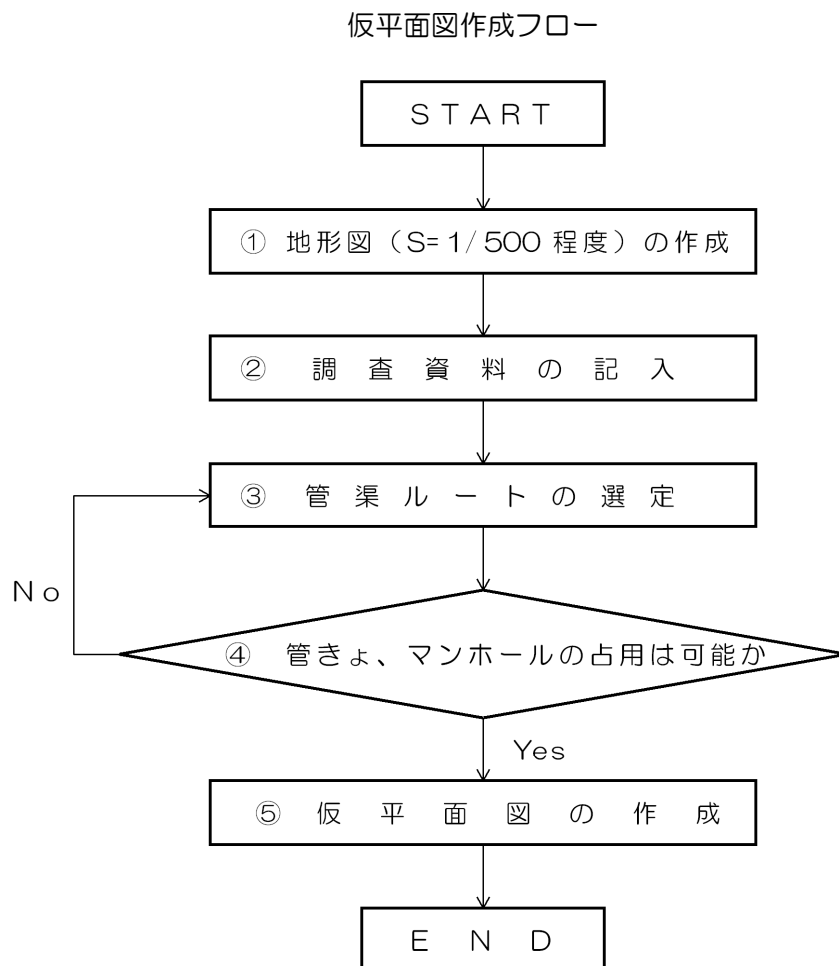 仮平面図作成フロー
START
① 地形図（S=1/500 程度）の作成
② 調査資料の記入
③ 管渠ルートの選定
No
④ 管きょ、マンホールの占用は可能か
Yes
⑤ 仮平面図の作成
END